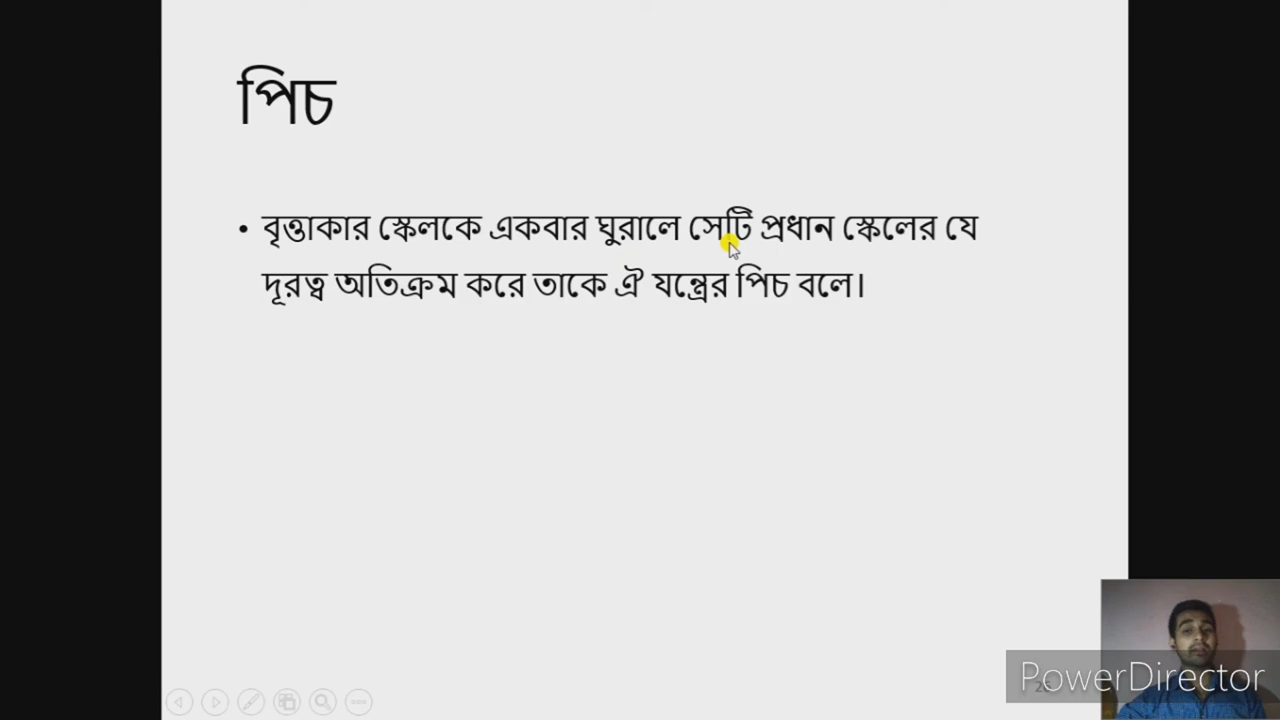 পিচ
• বৃত্তাকার স্কেলকে একবার ঘুরালে সেটি প্রধান স্কেলের যে
দূরত্ব অতিক্রম করে তাকে ঐ যন্ত্রের পিচ বলে।
PowerDirector